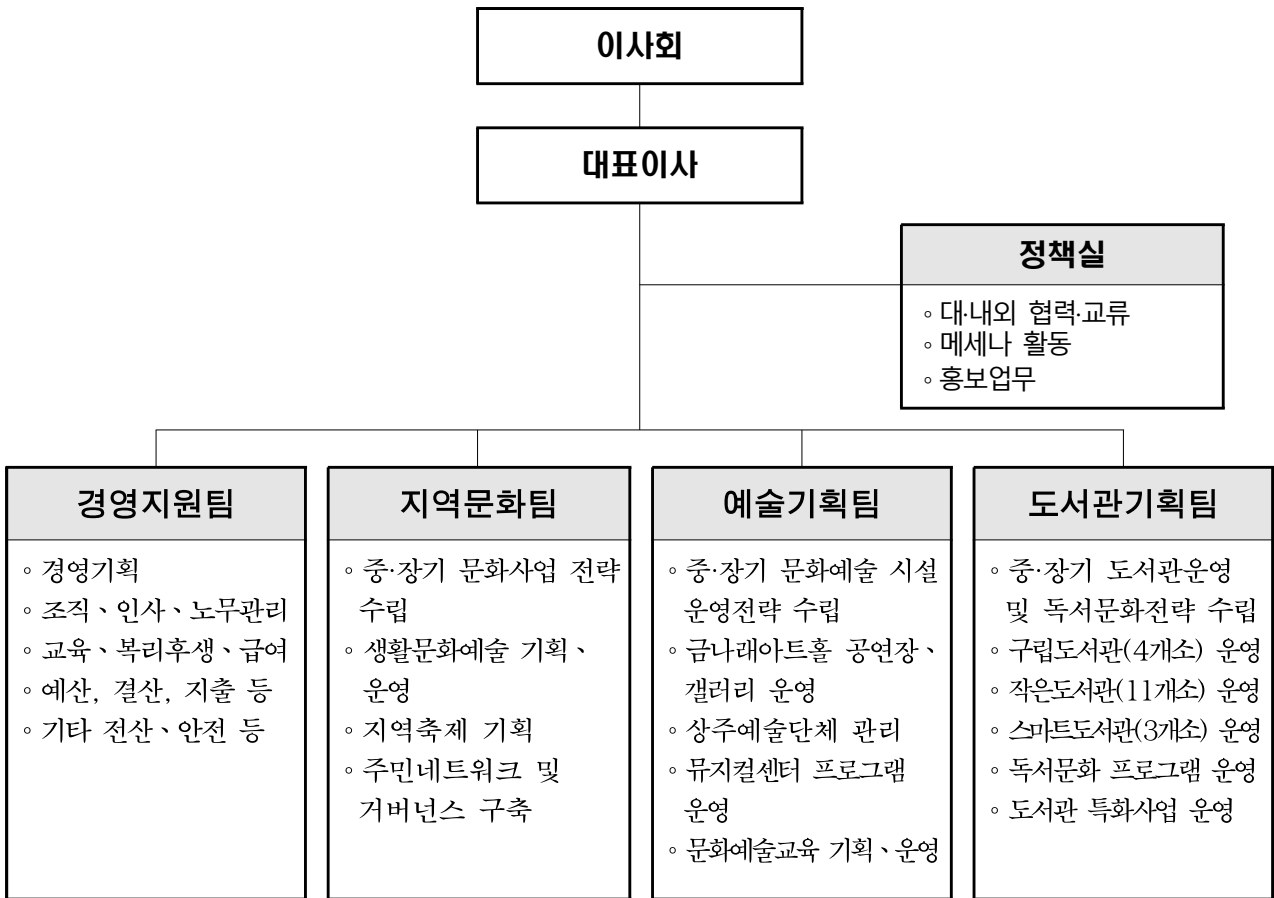 이사회
대표이사
정책실
◦ 대·내외 협력·교류
◦ 메세나 활동
◦ 홍보업무
경영지원팀
◦ 경영기획
◦ 조직、인사、노무관리
◦ 교육、복리후생、급여
◦ 예산, 결산, 지출 등
◦ 기타 전산、안전 등
지역문화팀
◦ 중·장기 문화사업 전략
수립
◦ 생활문화예술 기획、
운영
◦ 지역축제 기획
◦ 주민네트워크 및
거버넌스 구축
예술기획팀
◦ 중·장기 문화예술 시설
운영전략 수립
◦ 금나래아트홀 공연장、
갤러리 운영
◦ 상주예술단체 관리
◦ 뮤지컬센터 프로그램
운영
◦ 문화예술교육 기획、운영
도서관기획팀
◦ 중·장기 도서관운영
및 독서문화전략 수립
◦ 구립도서관(4개소) 운영
◦ 작은도서관(11개소) 운영
◦ 스마트도서관(3개소) 운영
◦ 독서문화 프로그램 운영
◦ 도서관 특화사업 운영